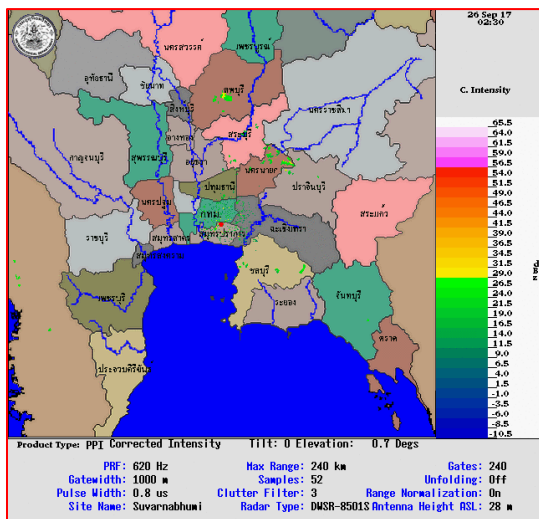 26 Sep 17
02:30
C. Intensity
65.5
64.0
61.5
59.0
56.5
54.0
51.5
49.0
46.5
44.0
41.5
39.0
36.5
34.0
31.5
29.0
26.5
24.0
21.5
19.0
16.5
14.0
11.5
9.0
6.5
4.0
1.5
-1.0
-3.5
-6.0
-8.5
-10.5
นครสวรรค์
เพชรบูรณ์
อุทัยธานี
ชัยนาท
ลพบุรี
สิงห์บุรี
นครราชสีมา
กาญจนบุรี
สุพรรณบุรี
อ่างทอง
สระบุรี
อยุธยา
นครนายก
ปทุมธานี
ปราจีนบุรี
นครปฐม
กทม.
สระแก้ว
ราชบุรี
สมุทรสาคร
สมุทรปราการ
ฉะเชิงเทรา
เพชรบุรี
ชลบุรี
ระยอง
จันทบุรี
ตราด
ประจวบคีรีขันธ์
Product Type: PPI Corrected Intensity Tilt: 0 Elevation: 0.7 Degs
PRF: 620 Hz Max Range: 240 km Gates: 240
Gatewidth: 1000 m Samples: 52 Unfolding: Off
Pulse Width: 0.8 us Clutter Filter: 3 Range Normalization: On
Site Name: Suvarnabhumi Radar Type: DWSR-8501S Antenna Height ASL: 28 m